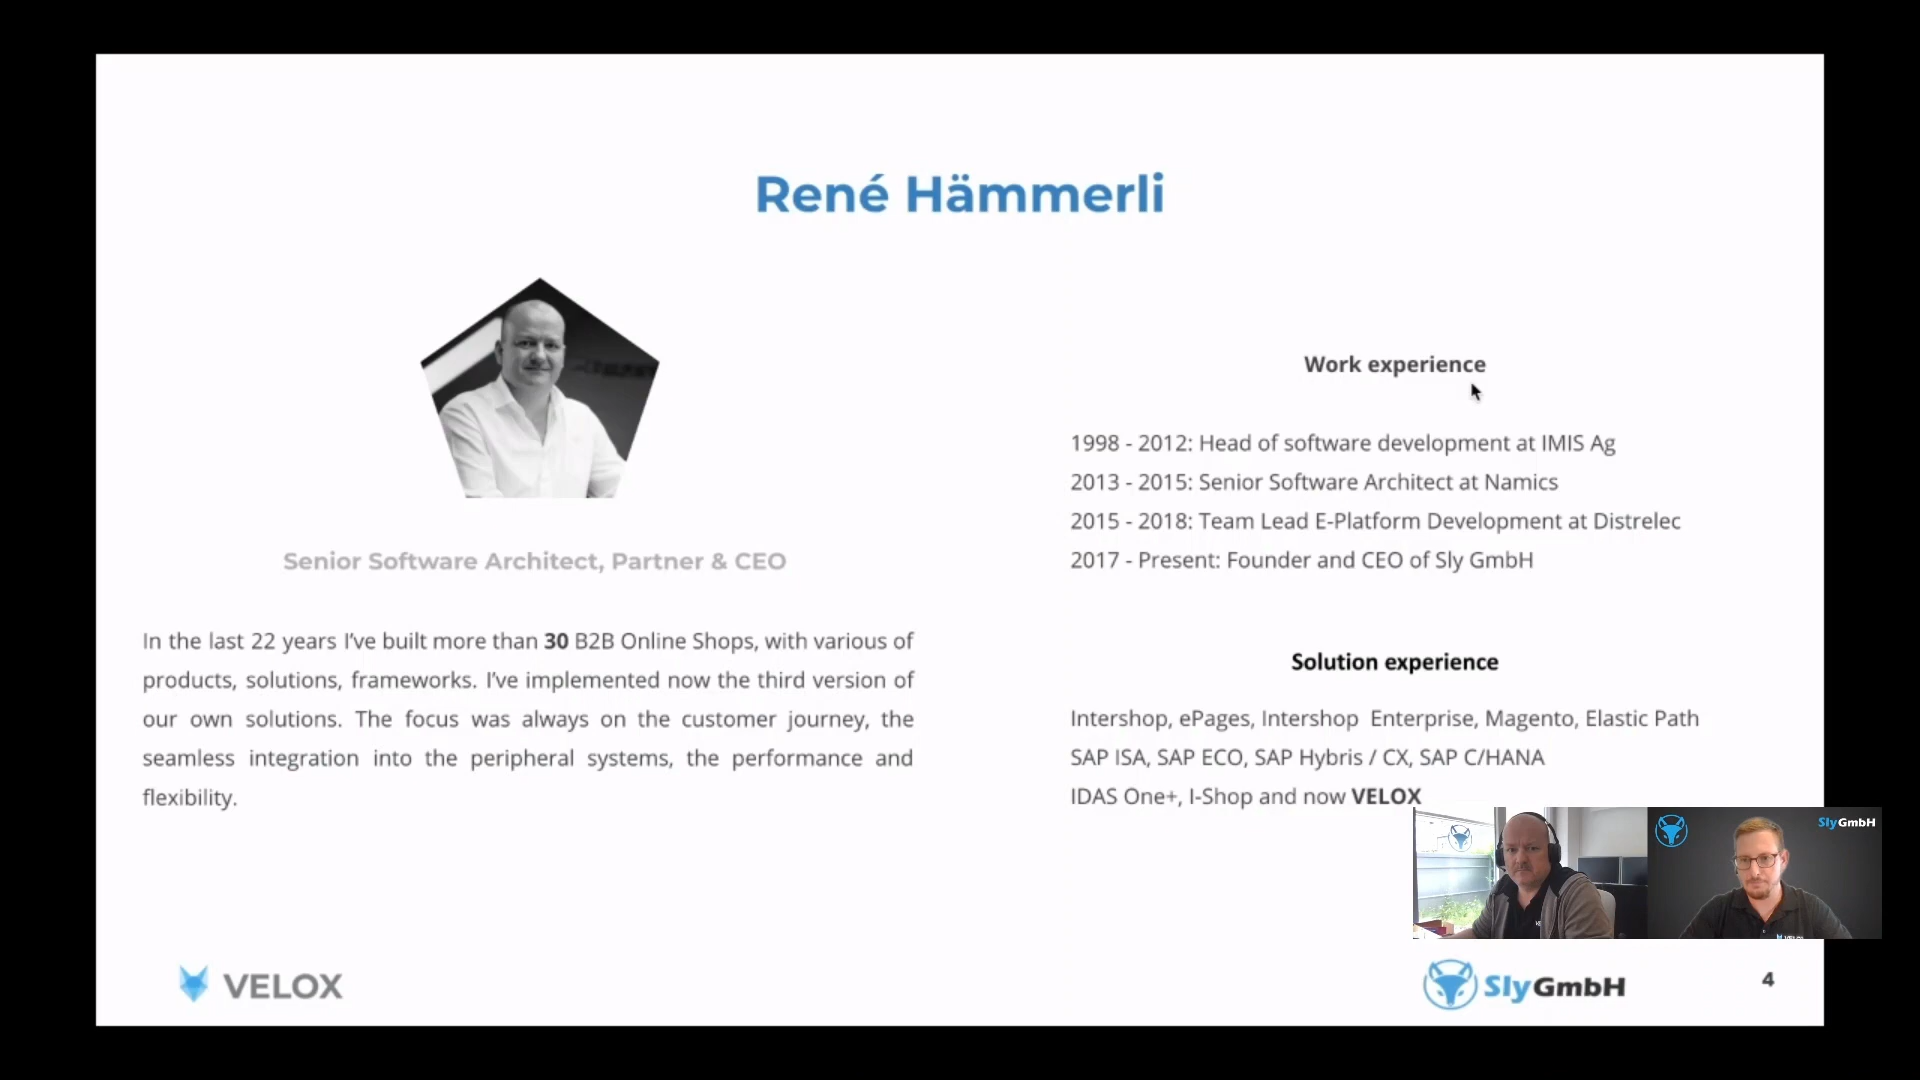 René Hämmerli
Senior Software Architect, Partner & CEO
In the last 22 years I’ve built more than 30 B2B Online Shops, with various of
products, solutions, frameworks. I’ve implemented now the third version of
our own solutions. The focus was always on the customer journey, the
seamless integration into the peripheral systems, the performance and
flexibility.
Work experience
1998 - 2012: Head of software development at IMIS Ag
2013 - 2015: Senior Software Architect at Namics
2015 - 2018: Team Lead E-Platform Development at Distrelec
2017 - Present: Founder and CEO of Sly GmbH
Solution experience
Intershop, ePages, Intershop Enterprise, Magento, Elastic Path
SAP ISA, SAP ECO, SAP Hybris / CX, SAP C/HANA
IDAS One+, I-Shop and now VELOX
SlyGmbH
VELOX
SlyGmbH
4